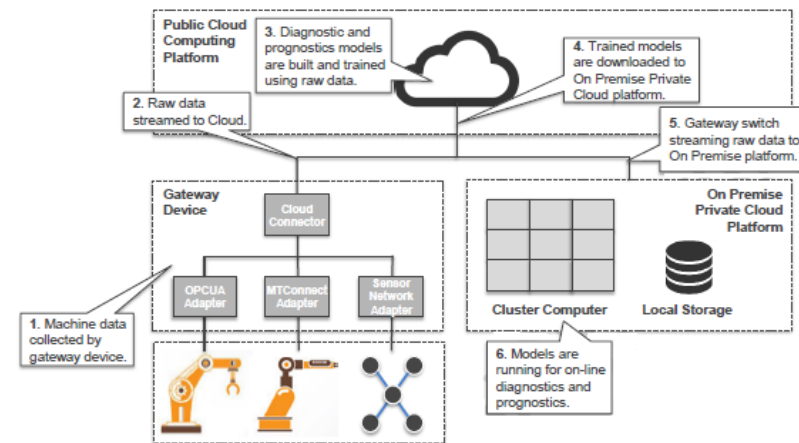 Public Cloud
Computing
Platform
3. Diagnostic and
prognostics models
are built and trained
using raw data.
4. Trained models
are downloaded to
On Premise Private
Cloud platform.
2. Raw data
streamed to Cloud.
5. Gateway switch
streaming raw data to
On Premise platform.
Gateway
Device
Cloud
Connector
On Premise
Private Cloud
Platform
OPCUA
Adapter
MTConnect
Adapter
Sensor
Network
Adapter
Cluster Computer
Local Storage
1. Machine data
collected by
gateway device.
6. Models are
running for on-line
diagnostics and
prognostics.